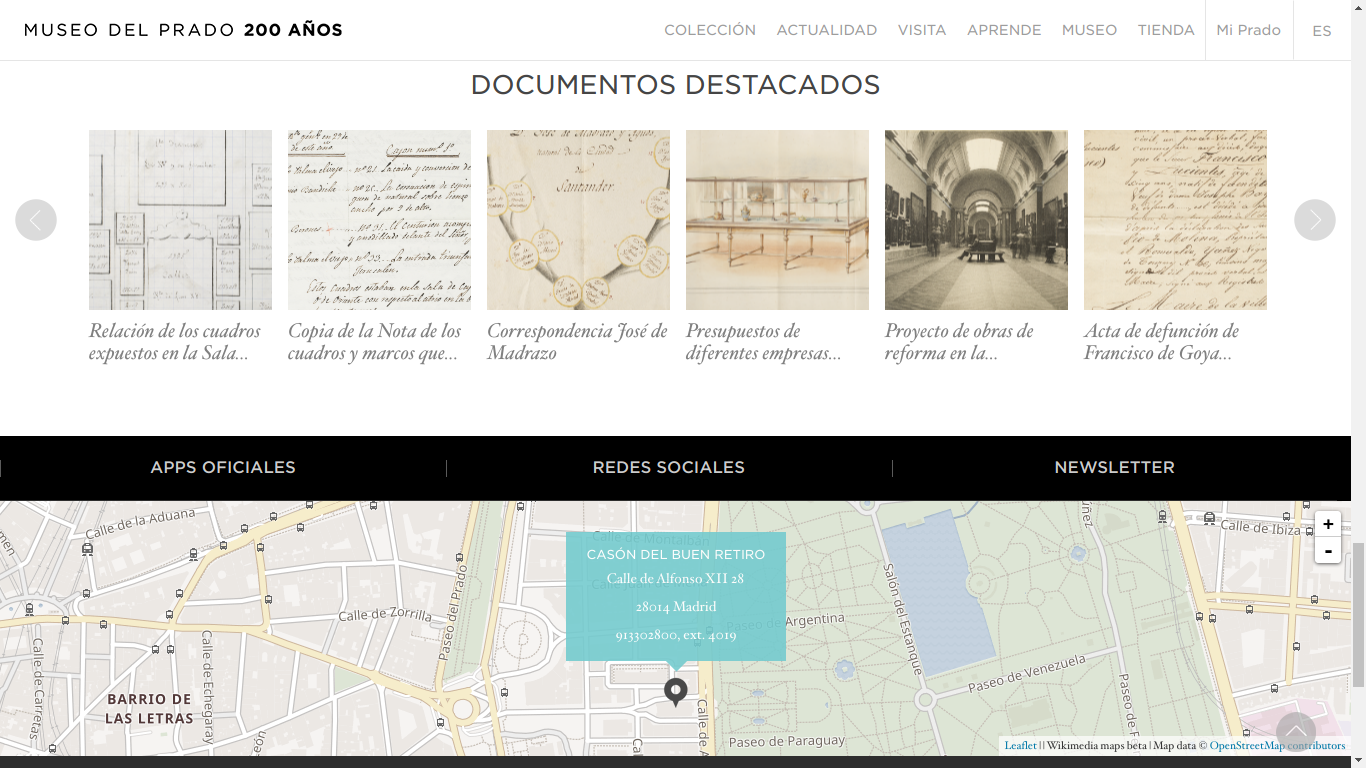 MUSEO DEL PRADO 200 AÑOS
COLECCIÓN ACTUALIDAD VISITA APRENDE MUSEO TIENDA Mi Prado ES
DOCUMENTOS DESTACADOS
Santander
Relación de los cuadros
expuestos en la Sala...
Copia de la Nota de los
cuadros y marcos que...
Correspondencia José de
Madrazo
Presupuestos de
diferentes empresas...
Proyecto de obras de
reforma en la...
Acta de defunción de
Francisco de Goya...
APOS OFICIALES
REDES SOCIALES
NEWSLETTER
Calle de la Aduana
Calle de Zorrilla
Paseo del Prado
Calle de Echegaray
Calle de Carretas
BARRIO DE
LAS LETRAS
CASÓN DEL BUEN RETIRO
Calle de Alfonso XII 28
28014 Madrid
913302800, ext. 4019
Calle de Montalbán
Paseo de Argentina
Salón del Estanque
Paseo de Venezuela
Paseo de Paraguay
Calle de Ibiza
+
-
Leaflet | | Wikimedia maps beta | Map data © OpenStreetMap contributors